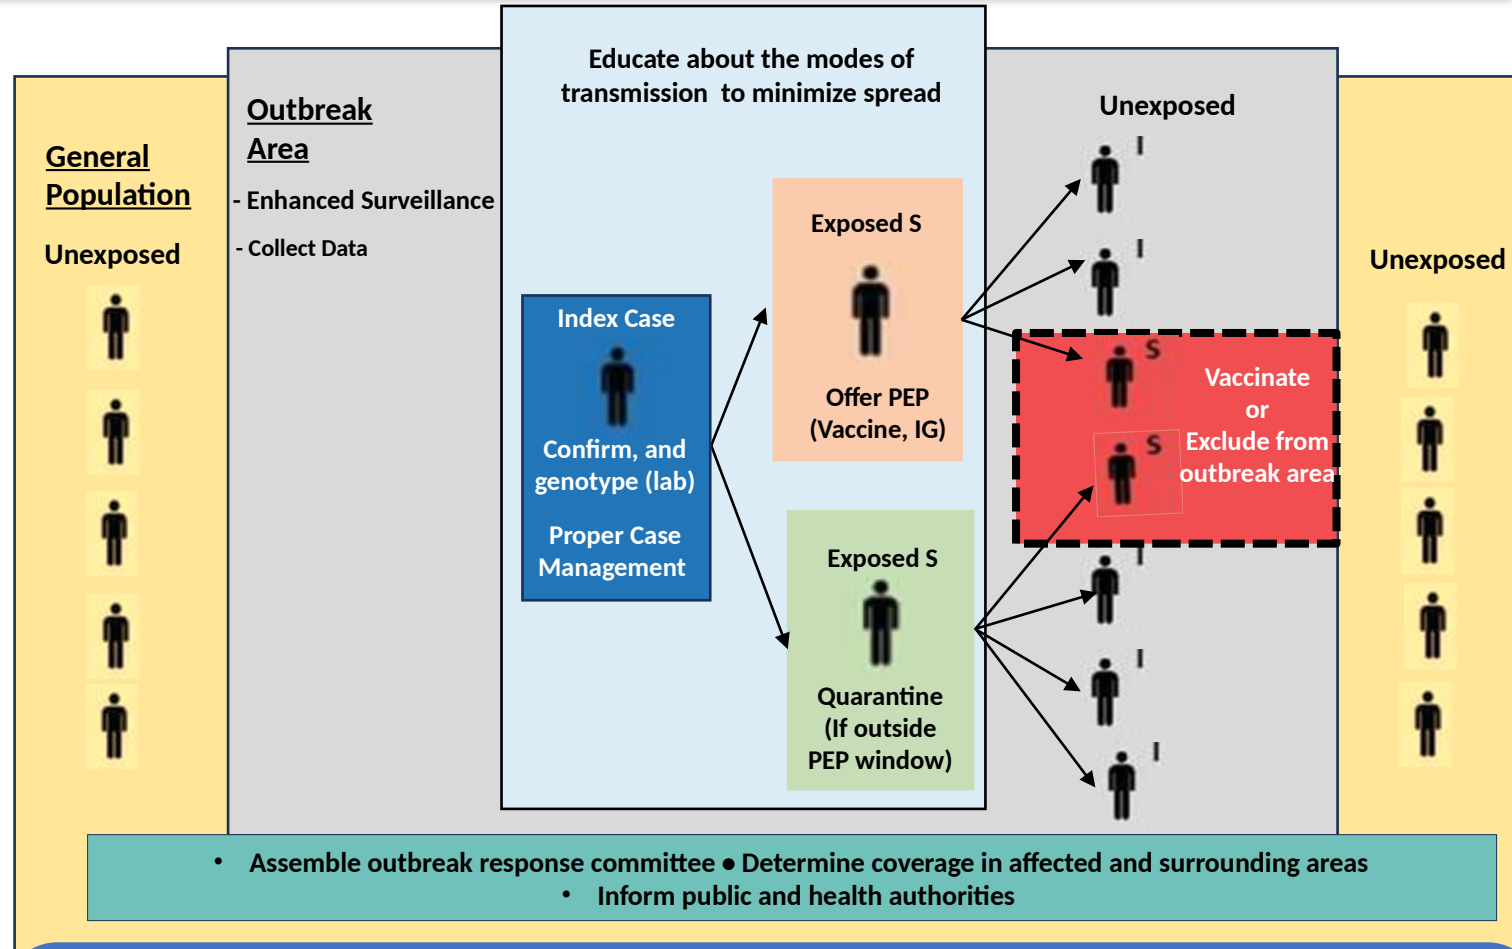 Educate about the modes of
transmission to minimize spread
Outbreak
Area
- Enhanced Surveillance
- Collect Data
General
Population
Unexposed
Index Case
Confirm, and
genotype (lab)
Proper Case
Management
Exposed S
Offer PEP
(Vaccine, IG)
Exposed S
Quarantine
(If outside
PEP window)
Unexposed
I
I
S
S
Vaccinate
or
Exclude from
outbreak area
I
I
I
Unexposed
• Assemble outbreak response committee ● Determine coverage in affected and surrounding areas
• Inform public and health authorities